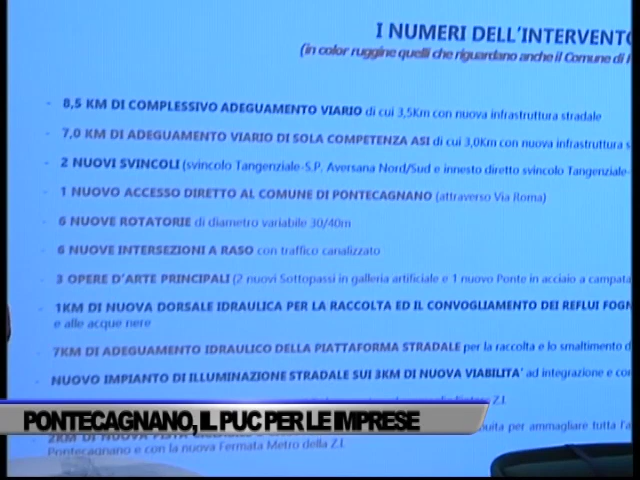 I NUMERI DELL'INTERVENTO
(in color ruggine quelli che riguardano anche il Comune di
- 8,5 KM DI COMPLESSIVO ADEGUAMENTO VIARIO di cui 3,5Km con nuova infrastruttura stradale
- 7,0 KM DI ADEGUAMENTO VIARIO DI SOLA COMPETENZA ASI di cui 3,0Km con nuova infrastruttura s
- 2 NUOVI SVINCOLI (svincolo Tangenziale-S.P. Aversana Nord/Sud e innesto diretto svincolo Tangenziale-
- 1 NUOVO ACCESSO DIRETTO AL COMUNE DI PONTECAGNANO (attraverso Via Roma)
- 6 NUOVE ROTATORIE di diametro variabile 30/40m
- 6 NUOVE INTERSEZIONI A RASO con traffico canalizzato
- 3 OPERE D'ARTE PRINCIPALI (2 nuovi Sottopassi in galleria artificiale e 1 nuovo Ponte in acciaio a campata
- 1KM DI NUOVA DORSALE IDRAULICA PER LA RACCOLTA ED IL CONVOGLIAMENTO DEI REFLUI FOGN
e alle acque nere
- 7KM DI ADEGUAMENTO IDRAULICO DELLA PIATTAFORMA STRADALE per la raccolta e lo smaltimento d
- NUOVO IMPIANTO DI ILLUMINAZIONE STRADALE SUI 3KM DI NUOVA VIABILITA' ad integrazione e con
Z.I.
PONTECAGNANO, IL PUC PER LE IMPRESE
- 2KM DI NUOVA PISTA per ammagliare tutta l'a
Pontecagnano e con la nuova Fermata Metro della Z.I.